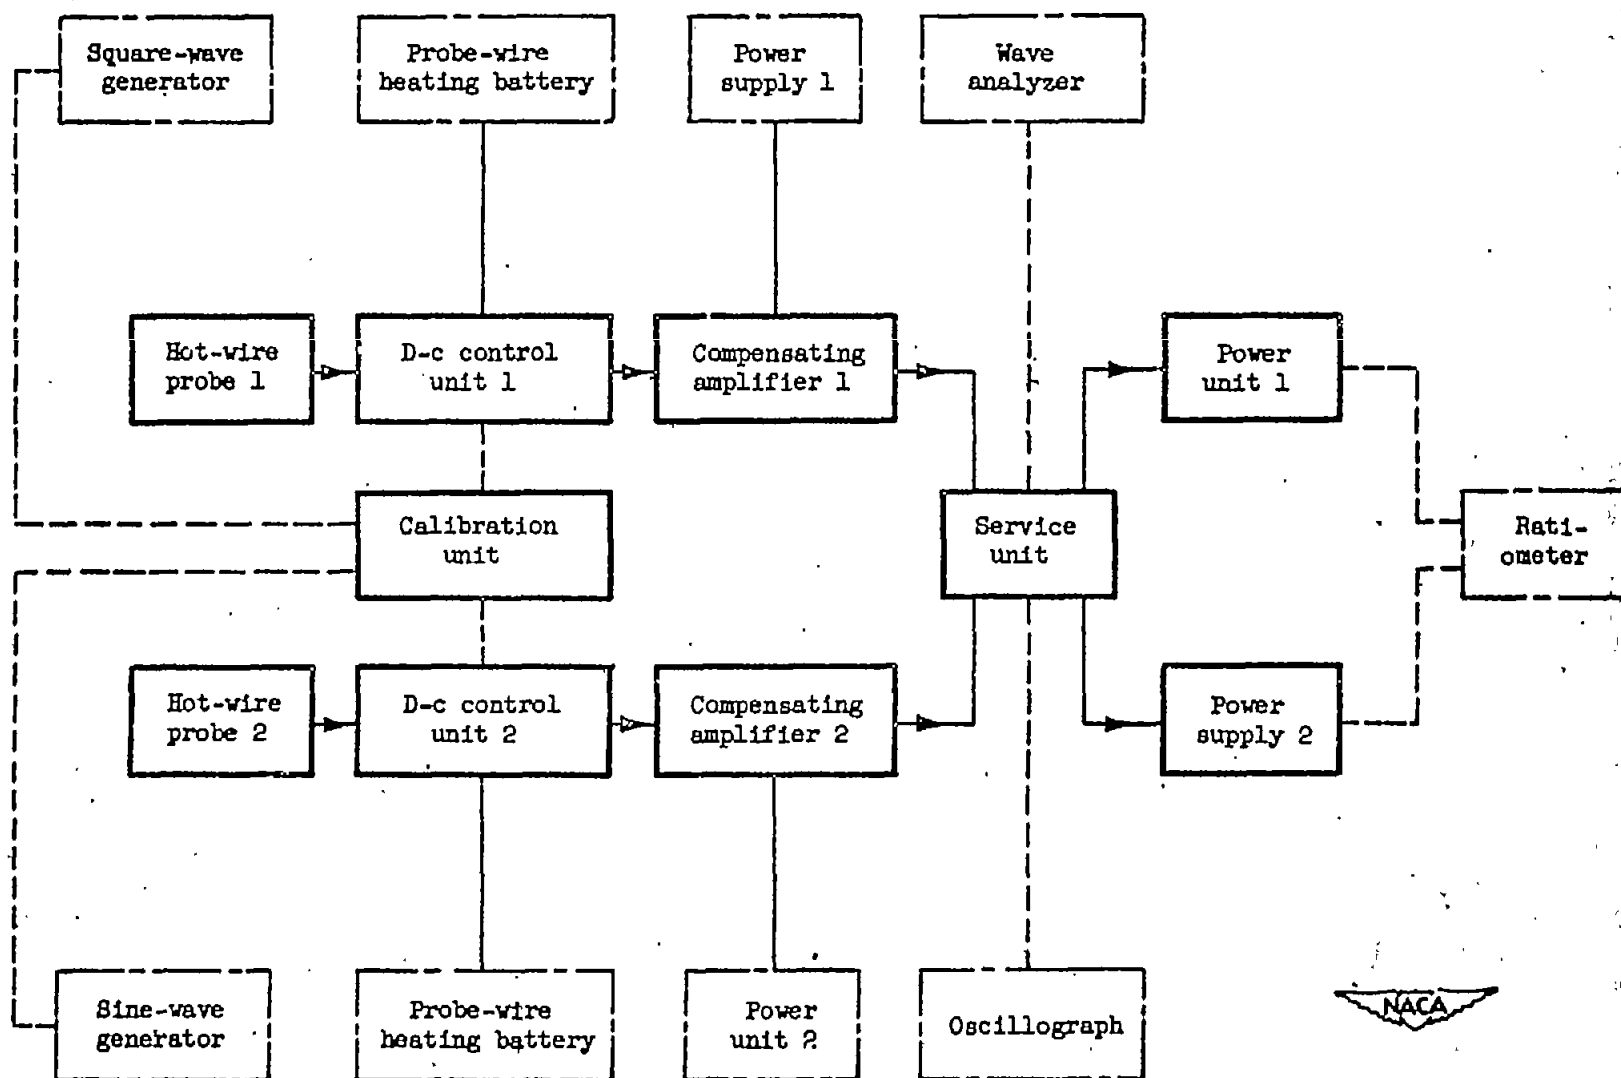 Square-wave
generator
Probe-wire
heating battery
Power
supply 1
Wave
analyzer
Hot-wire
probe 1
D-c control
unit 1
Compensating
amplifier 1
Power
unit 1
Calibration
unit
Service
unit
Rati-
ometer
Hot-wire
probe 2
D-c control
unit 2
Compensating
amplifier 2
Power
supply 2
Sine-wave
generator
Probe-wire
heating battery
Power
unit 2
Oscillograph
NACA